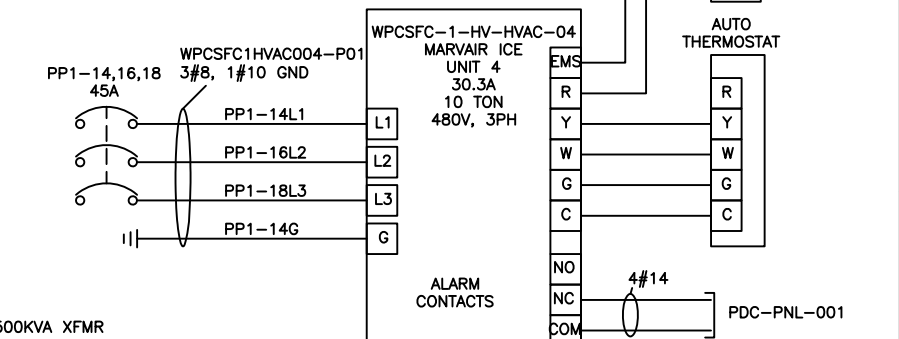 AUTO
THERMOSTAT
WPCSFC-1-HV-HVAC-04
MARVAIR ICE
UNIT 4
30.3A
10 TON
480V, 3PH
WPCSFC1HVAC004-P01
3#8, 1#10 GND
PP1-14,16,18
45A
PP1-14L1
PP1-16L2
PP1-18L3
PP1-14G
L1
L2
L3
G
EMS
R
Y
W
G
C
NO
NC
COM
R
Y
W
G
C
ALARM
CONTACTS
4#14
PDC-PNL-001
500KVA XFMR